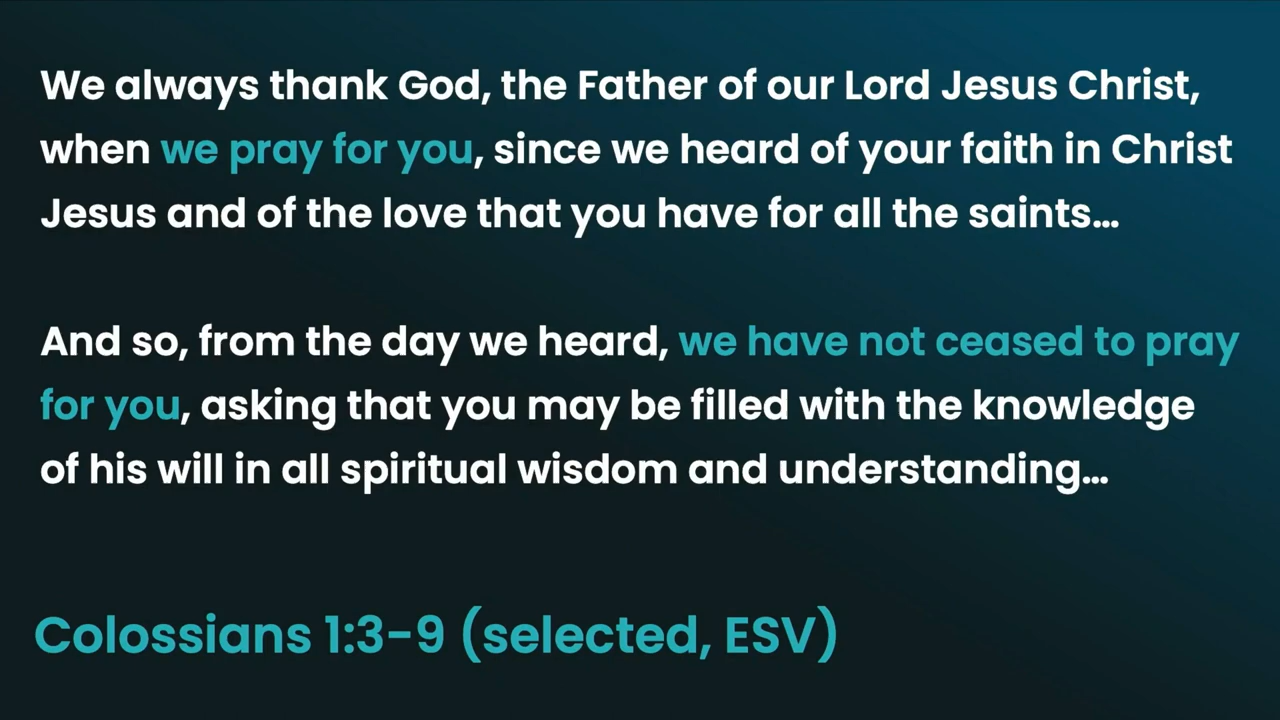 We always thank God, the Father of our Lord Jesus Christ,
when we pray for you, since we heard of your faith in Christ
Jesus and of the love that you have for all the saints…
And so, from the day we heard, we have not ceased to pray
for you, asking that you may be filled with the knowledge
of his will in all spiritual wisdom and understanding…
Colossians 1:3-9 (selected, ESV)